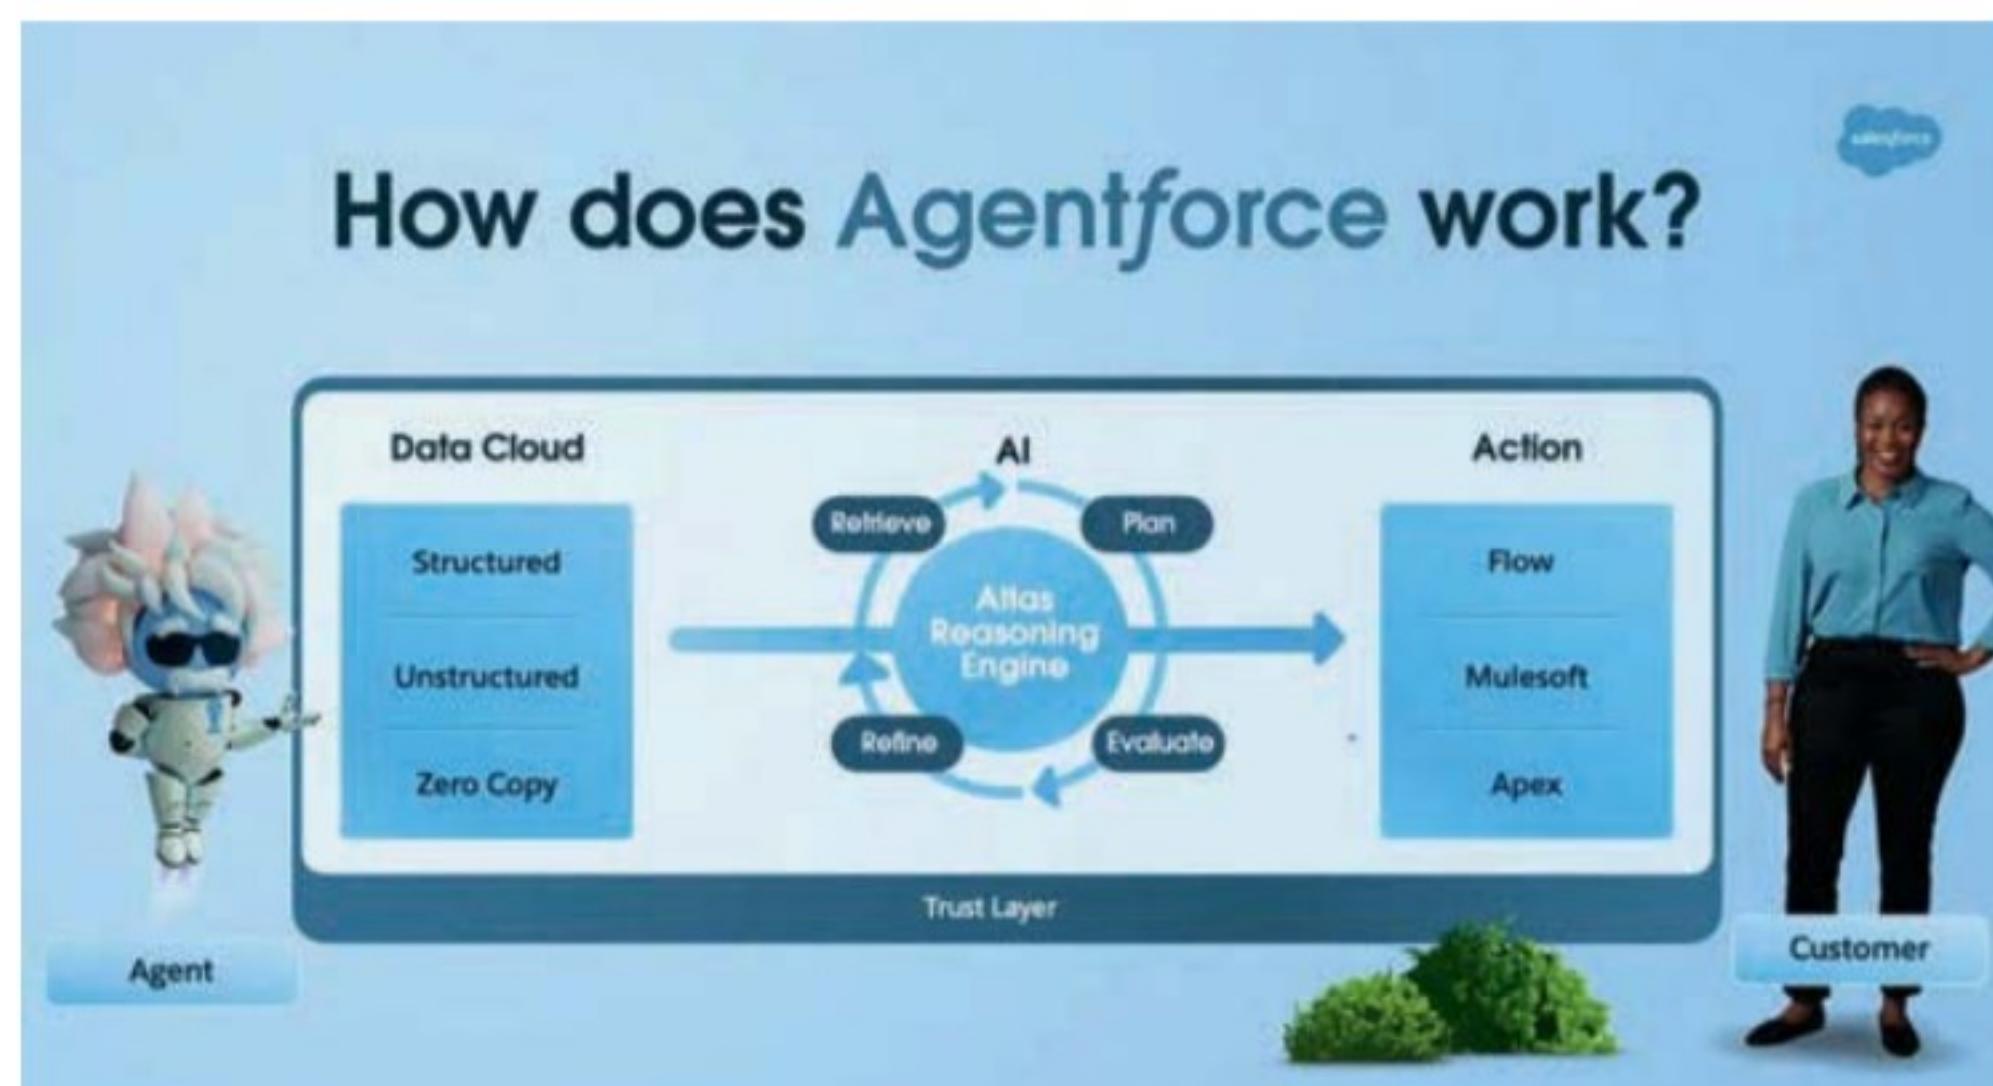 salesforce
How does Agentforce work?
Data Cloud
Structured
Unstructured
Zero Copy
AI
Retrieve
Plan
Atlas
Reasoning
Engine
Refine
Evaluate
Action
Flow
Mulesoft
Apex
Trust Layer
Agent
Customer